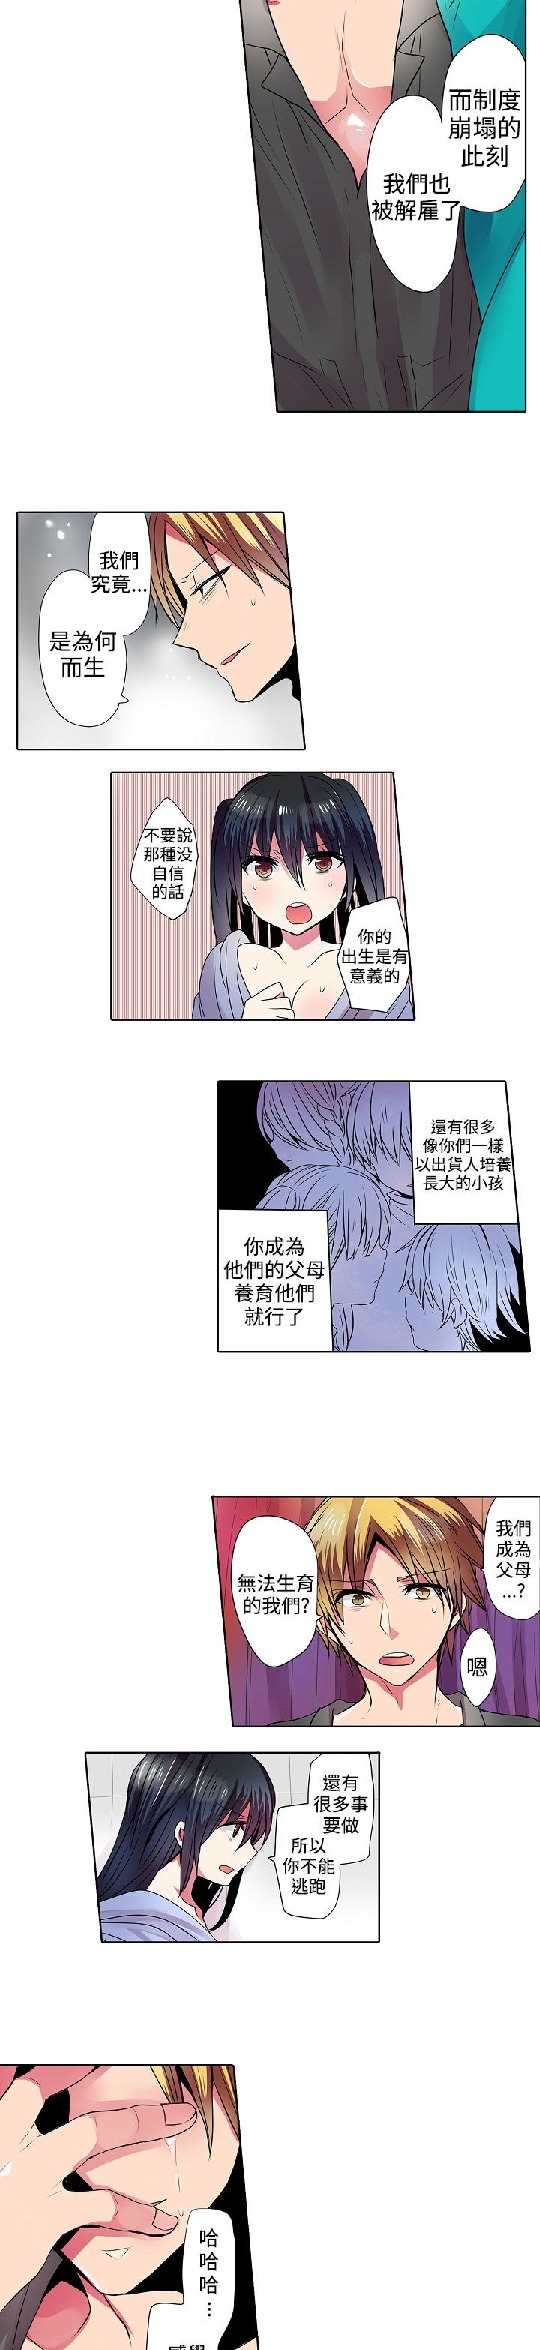 而制度
崩塌的
此刻
我們也
被解雇了
我們
究竟...
是為何
而生
不要說
那種没
自信
的話
你的
出生是有
意義的
還有很多
像你們一樣
以出貨人培養
長大的小孩
你成為
他們的父母
養育他們
就行了
我們
成為
父母
...?
無法生育
的我們?
嗯
還有
很多事
要做
所以
你不能
逃跑
哈
哈
哈
…